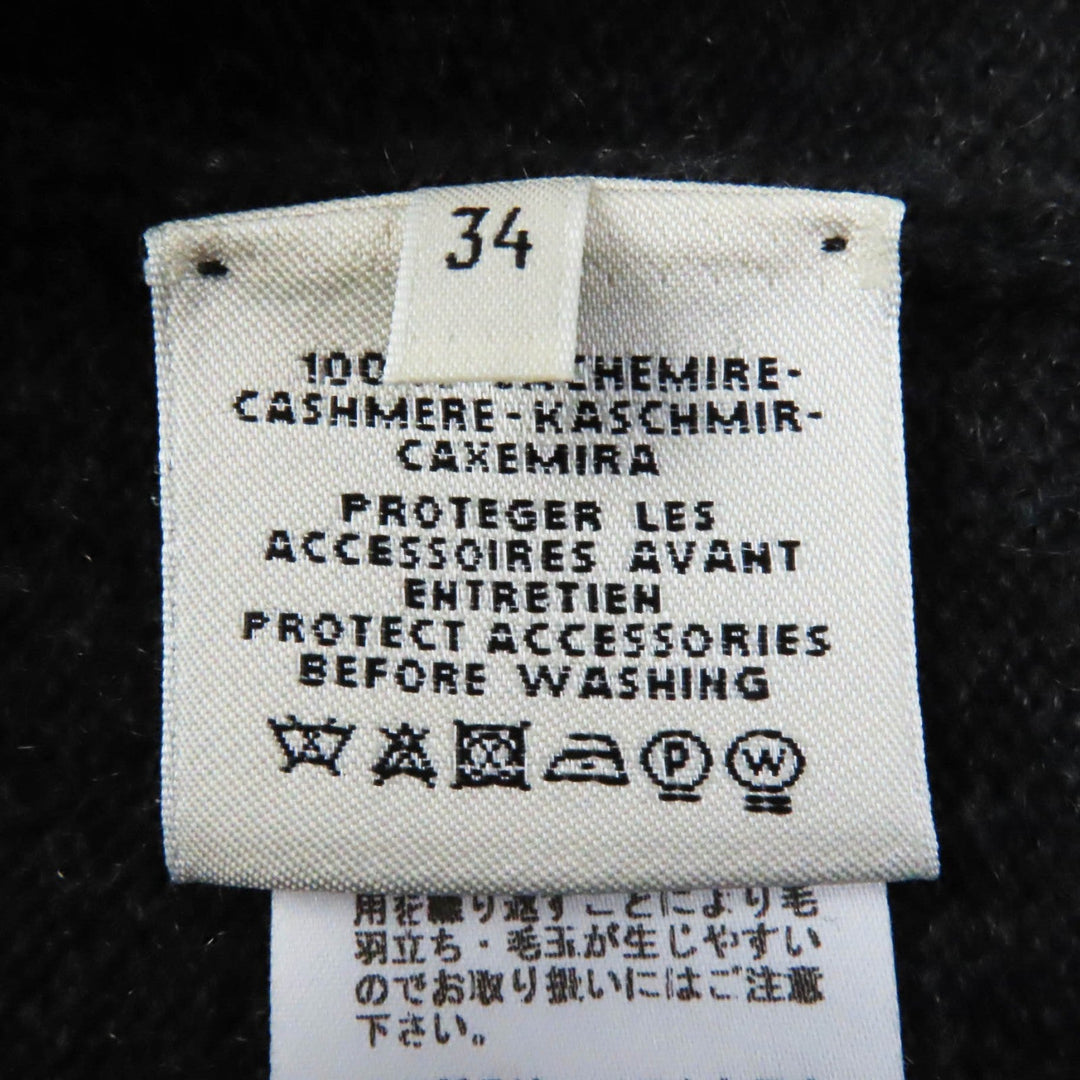 34
100 CHEMIRE-
CASHMERE-KASCHMIR-
CAXEMIRA
PROTEGER LES
ACCESSOIRES AVANT
ENTRETIEN
PROTECT ACCESSORIES
BEFORE WASHING
P W
用を繰り返すことにより毛
羽立ち・毛玉が生じやすい
のでお取り扱いにはご注意
下さい。